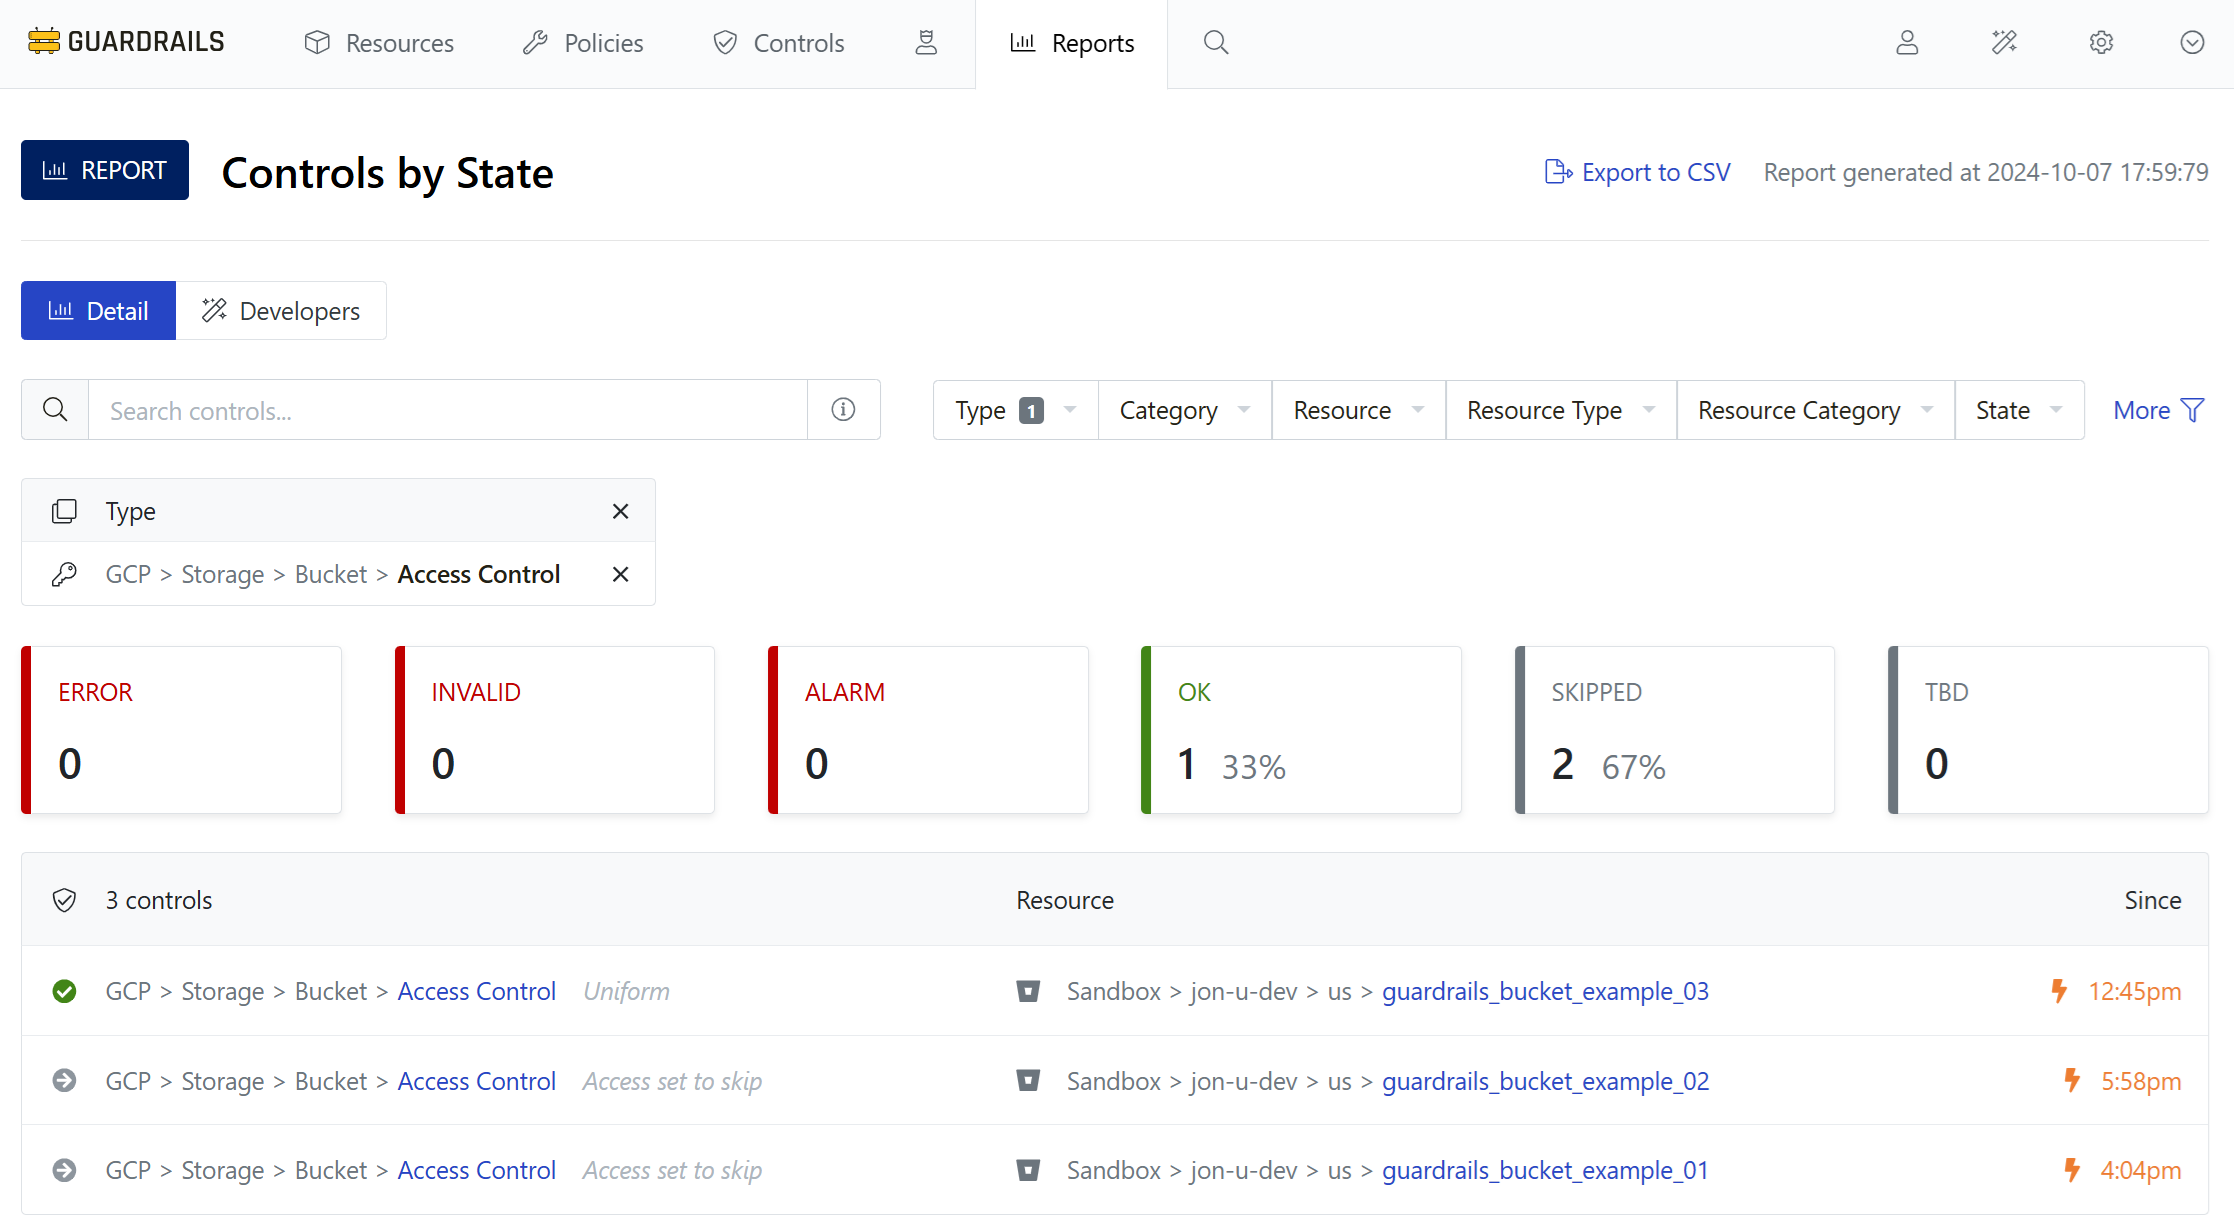 GUARDRAILS Resources Policies Controls Reports
REPORT Controls by State Export to CSV Report generated at 2024-10-07 17:59:79
Detail Developers
Search controls... Type 1 Category Resource Resource Type Resource Category State More
Type
GCP > Storage > Bucket > Access Control
ERROR INVALID ALARM OK SKIPPED TBD
0 0 0 1 33% 2 67% 0
3 controls Resource Since
GCP > Storage > Bucket > Access Control Uniform Sandbox > jon-u-dev > us > guardrails_bucket_example_03 12:45pm
GCP > Storage > Bucket > Access Control Access set to skip Sandbox > jon-u-dev > us > guardrails_bucket_example_02 5:58pm
GCP > Storage > Bucket > Access Control Access set to skip Sandbox > jon-u-dev > us > guardrails_bucket_example_01 4:04pm